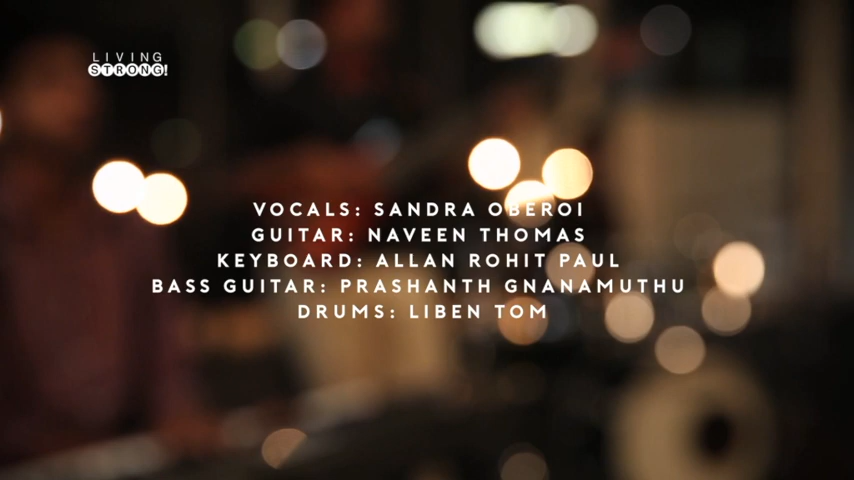 LIVING
STRONG!
VOCALS: SANDRA OBEROI
GUITAR: NAVEEN THOMAS
KEYBOARD: ALLAN ROHIT PAUL
BASS GUITAR: PRASHANTH GNANAMUTHU
DRUMS: LIBEN TOM